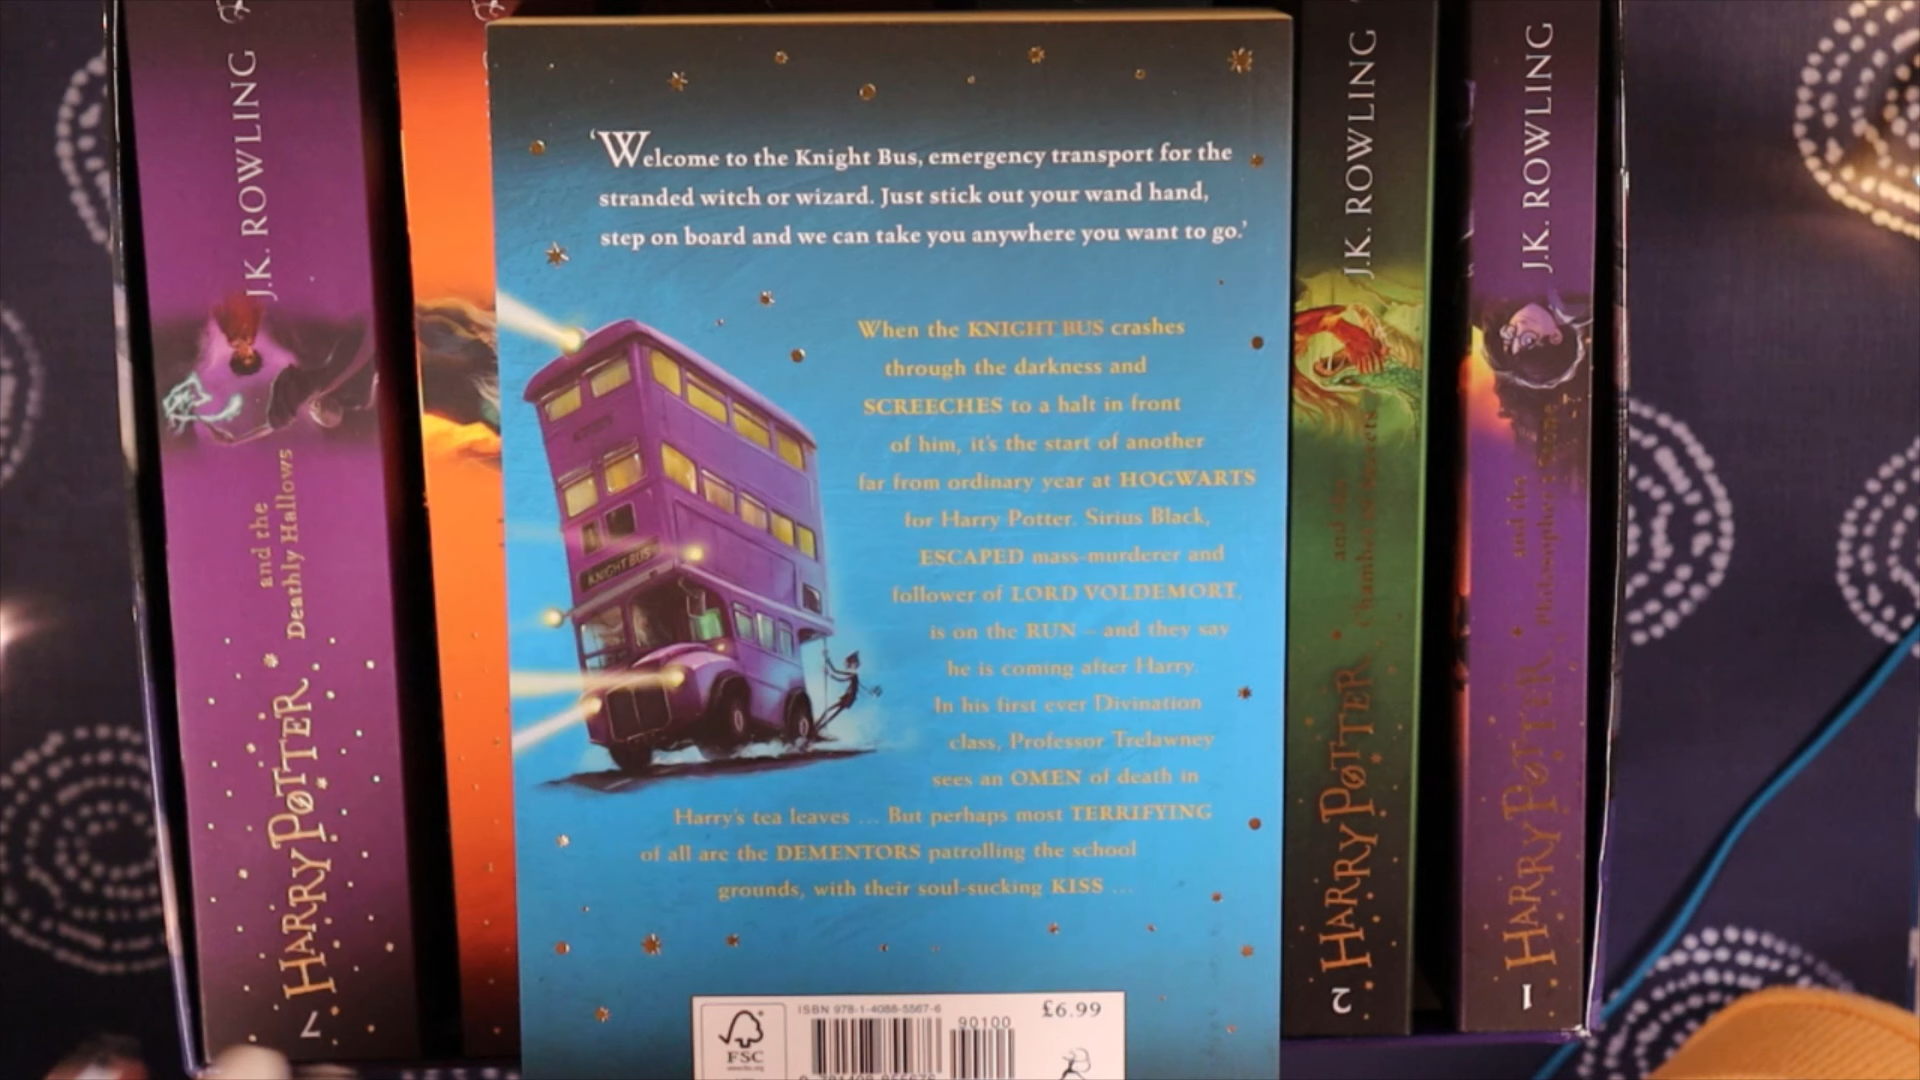 J.K. ROWLING
and the
Deathly Hallows
HARRY POTTER
7
‘Welcome to the Knight Bus, emergency transport for the
stranded witch or wizard. Just stick out your wand hand,
step on board and we can take you anywhere you want to go.’
When the KNIGHT BUS crashes
through the darkness and
SCREECHES to a halt in front
of him, it's the start of another
far from ordinary year at HOGWARTS
for Harry Potter. Sirius Black,
ESCAPED mass-murderer and
follower of LORD VOLDEMORT,
is on the RUN – and they say
he is coming after Harry.
In his first ever Divination
class, Professor Trelawney
sees an OMEN of death in
Harry's tea leaves ... But perhaps most TERRIFYING
of all are the DEMENTORS patrolling the school
grounds, with their soul-sucking KISS ...
KNIGHT BUS
FSC
ISBN 978-1-4088-5567-6
90100
£6.99
J.K. ROWLING
and the
Chamber of Secrets
HARRY POTTER
2
J.K. ROWLING
and the
Philosopher's Stone
HARRY POTTER
1